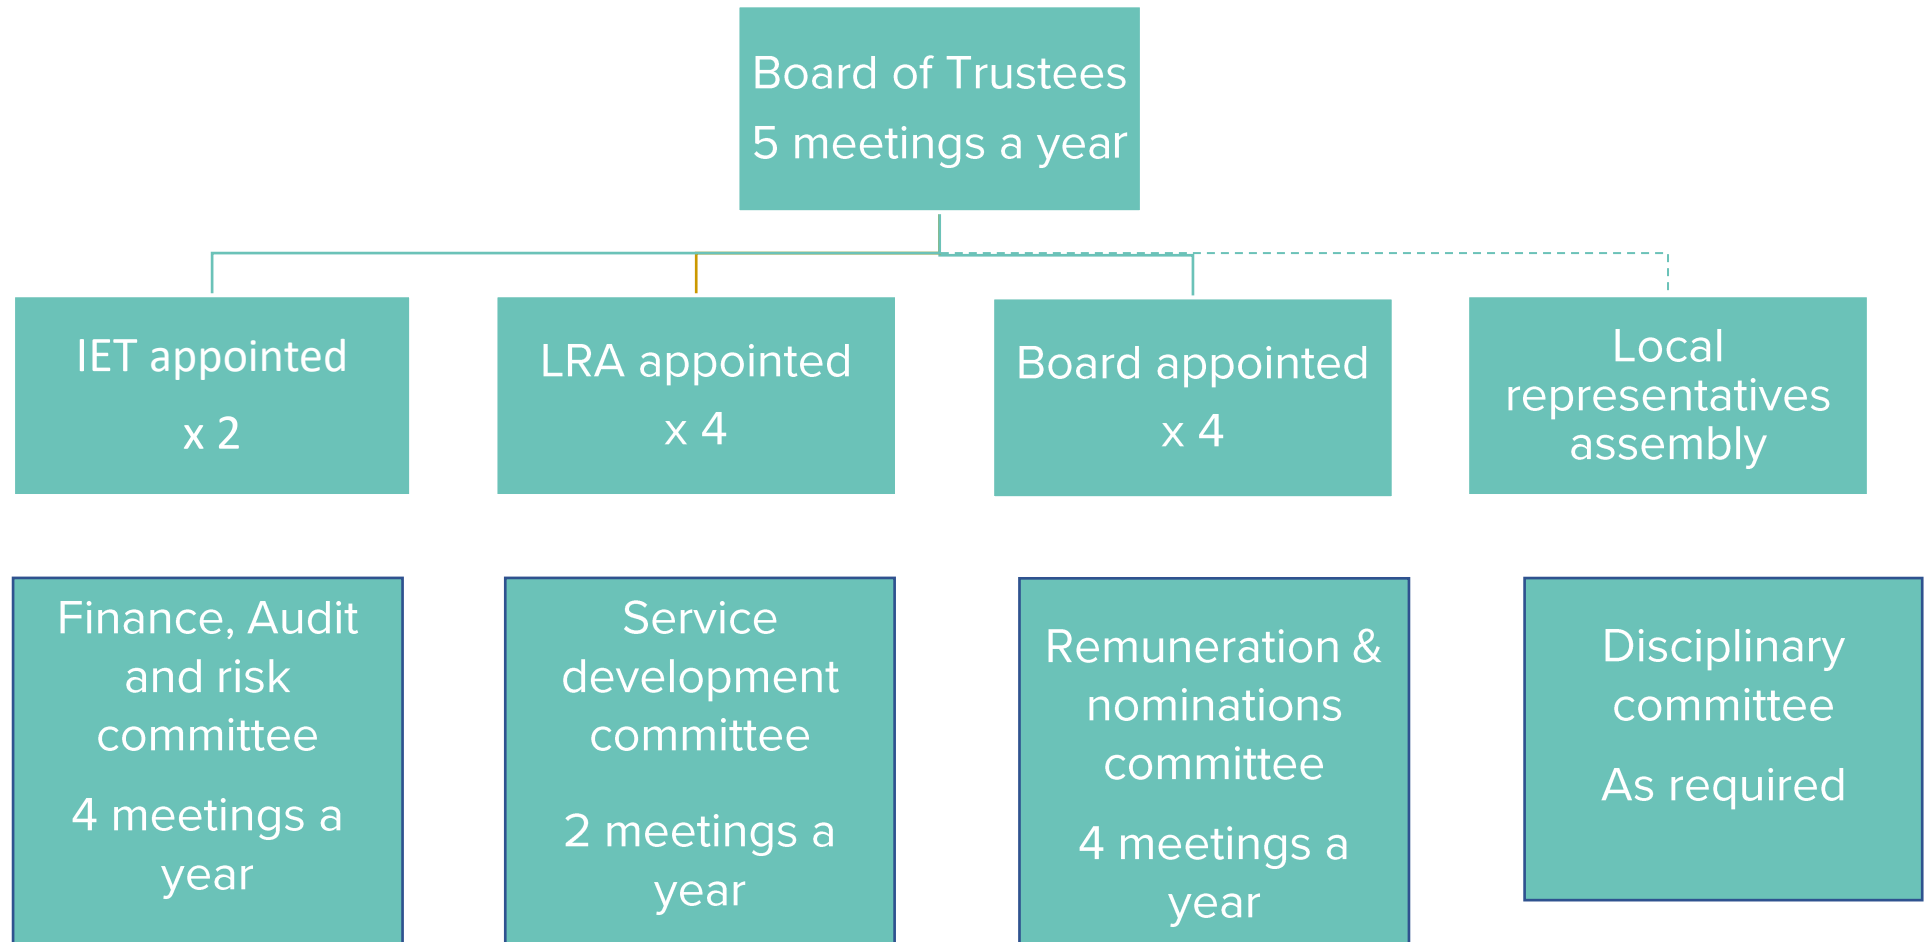 Board of Trustees
5 meetings a year
IET appointed
x 2
LRA appointed
x 4
Board appointed
x 4
Local
representatives
assembly
Finance, Audit
and risk
committee
4 meetings a
year
Service
development
committee
2 meetings a
year
Remuneration &
nominations
committee
4 meetings a
year
Disciplinary
committee
As required